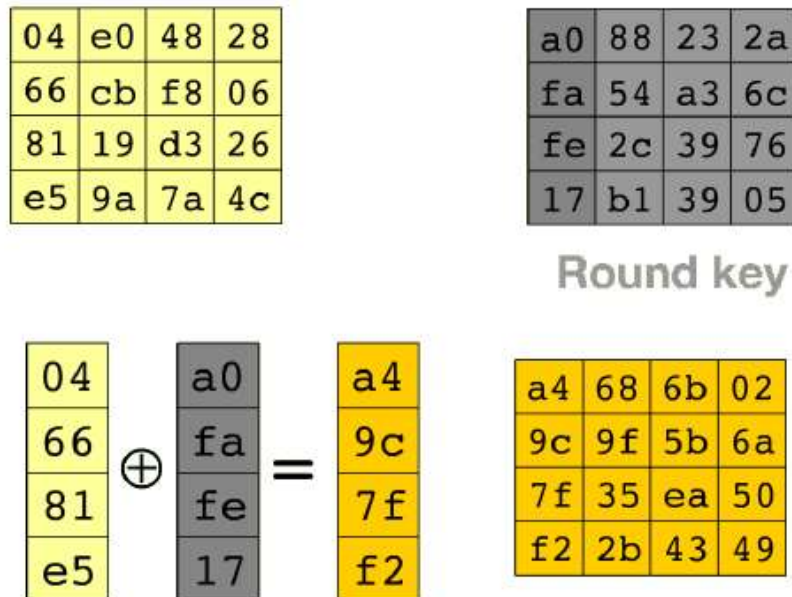 04 e0 48 28
66 cb f8 06
81 19 d3 26
e5 9a 7a 4c
a0 88 23 2a
fa 54 a3 6c
fe 2c 39 76
17 b1 39 05
Round key
04 ⊕ a0 = a4
66 fa 9c
81 fe 7f
e5 17 f2
a4 68 6b 02
9c 9f 5b 6a
7f 35 ea 50
f2 2b 43 49